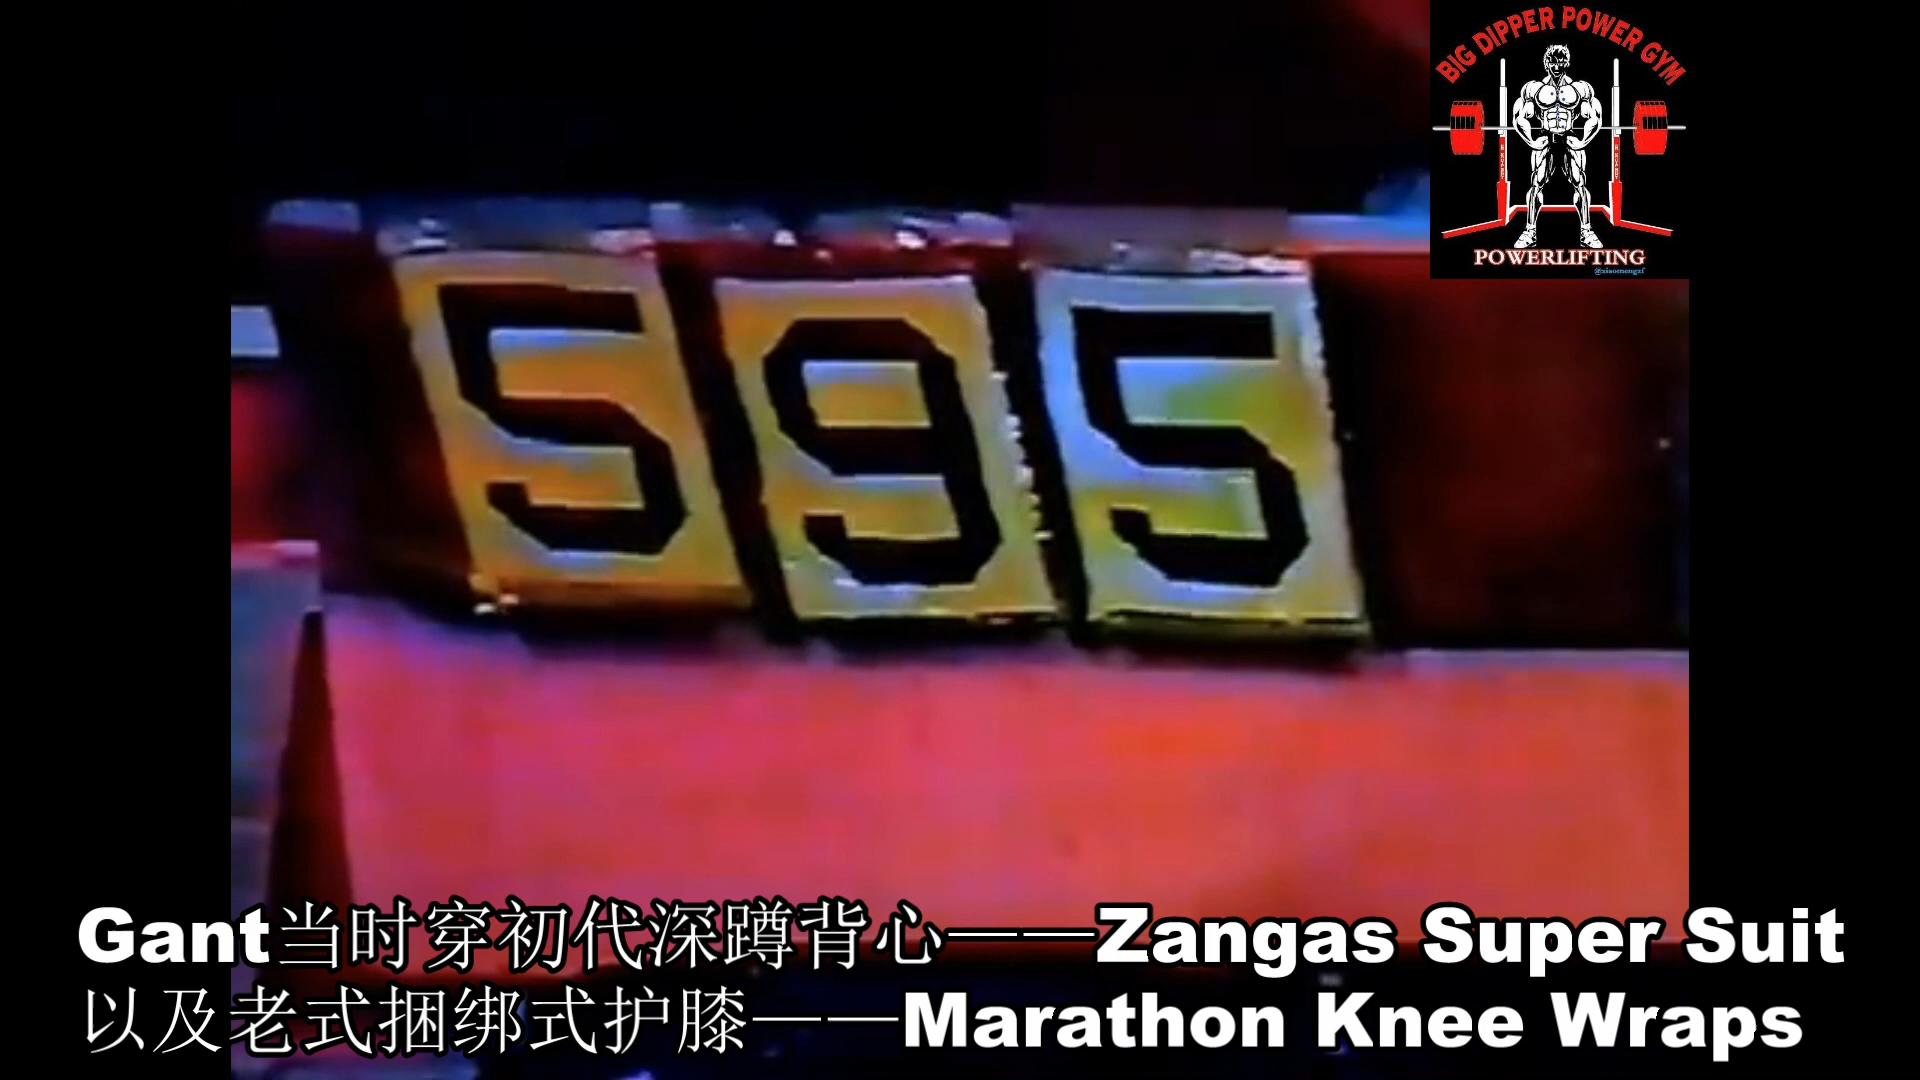 BIG DIPPER POWER GYM
POWERLIFTING
@xiaomengzf
595
Gant当时穿初代深蹲背心——Zangas Super Suit
以及老式捆绑式护膝——Marathon Knee Wraps